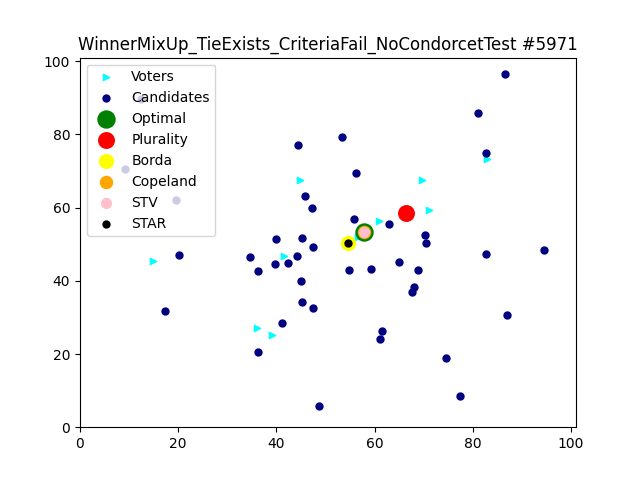 WinnerMixUp_TieExists_CriteriaFail_NoCondorcetTest #5971
100
80
60
40
20
0
0 20 40 60 80 100
Voters
Candidates
Optimal
Plurality
Borda
Copeland
STV
STAR